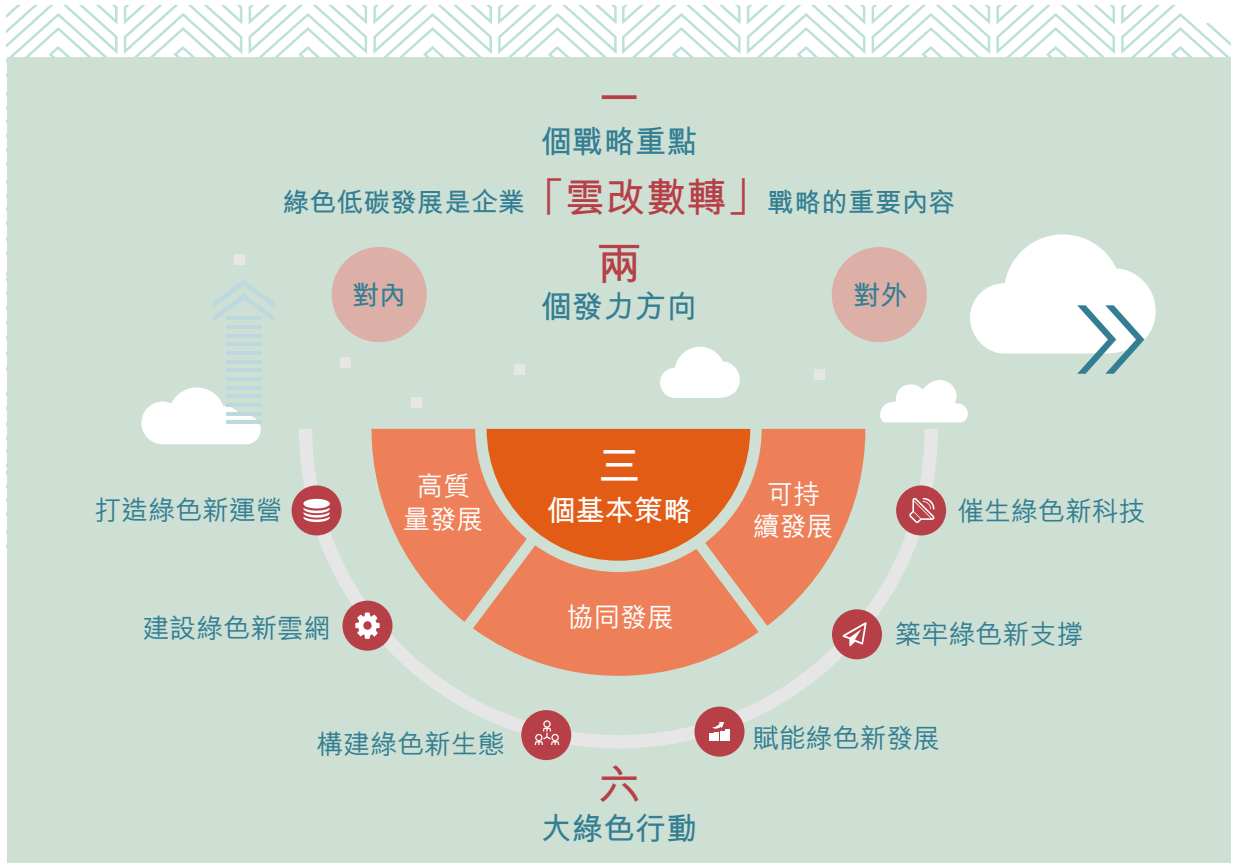 一
個戰略重點
綠色低碳發展是企業「雲改數轉」戰略的重要內容
兩
個發力方向
對內
對外
三
個基本策略
高質
量發展
協同發展
可持
續發展
打造綠色新運營
建設綠色新雲網
構建綠色新生態
賦能綠色新發展
築牢綠色新支撐
催生綠色新科技
六
大綠色行動